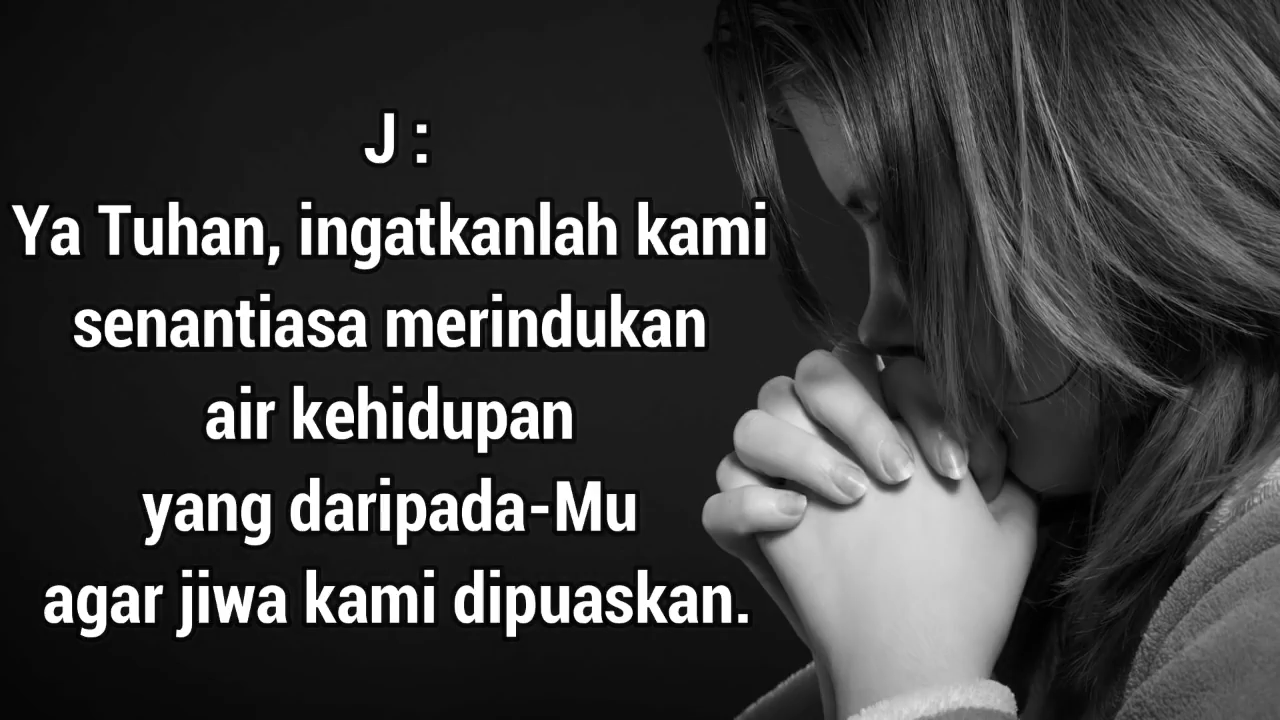 J :
Ya Tuhan, ingatkanlah kami
senantiasa merindukan
air kehidupan
yang daripada-Mu
agar jiwa kami dipuaskan.